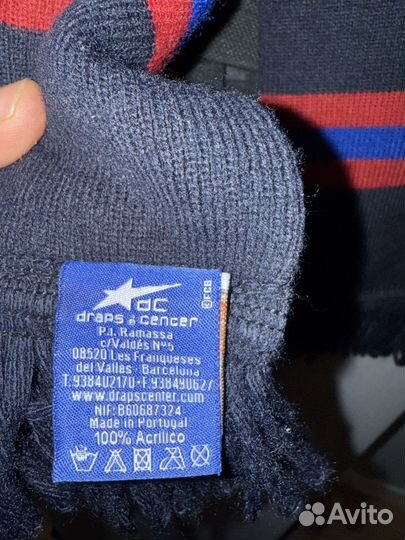 dc
draps & center
©FCB
P.I. Ramassa
c/Valdés Nº5
08520 Les Franqueses
del Vallés - Barcelona
T.938402170 - F.938490627
www.drapscenter.com
NIF: B60687324
Made in Portugal
100% Acrílico
Avito